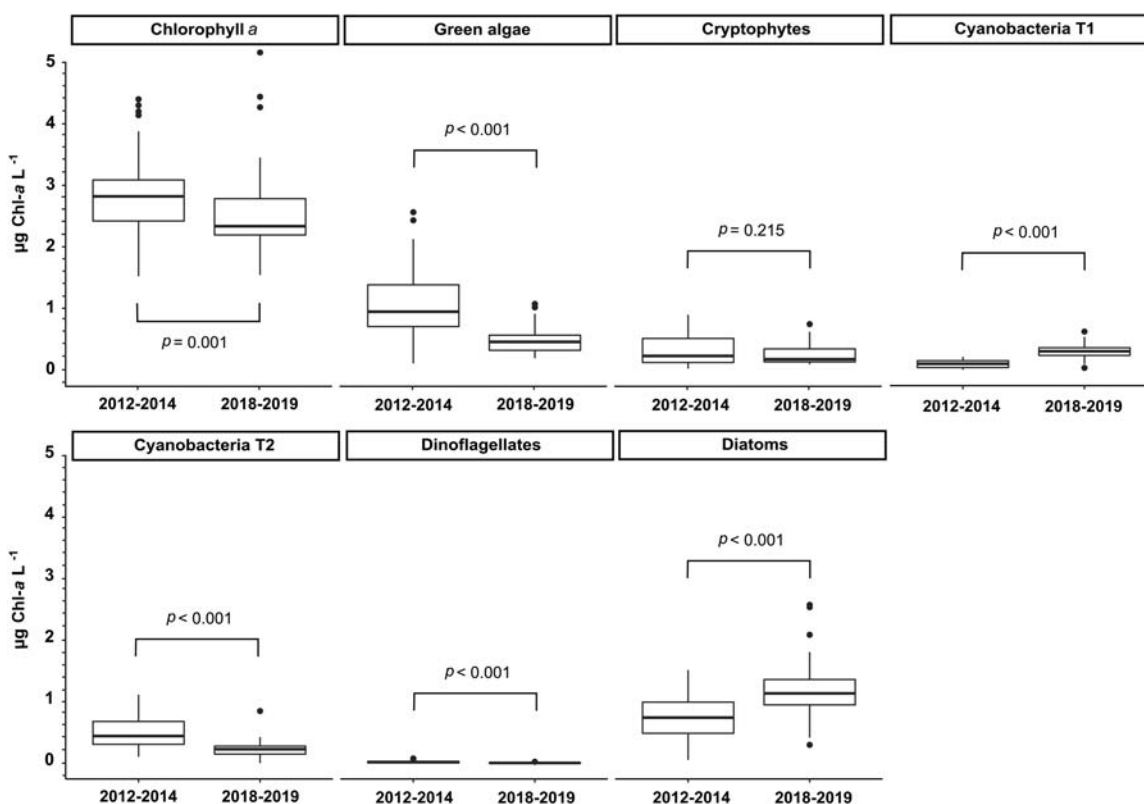 Chlorophyll a
Green algae
Cryptophytes
Cyanobacteria T1
µg Chl-a L -1
5
4
3
2
1
0
p = 0.001
p < 0.001
p = 0.215
p < 0.001
2012-2014
2018-2019
2012-2014
2018-2019
2012-2014
2018-2019
2012-2014
2018-2019
Cyanobacteria T2
Dinoflagellates
Diatoms
µg Chl-a L -1
5
4
3
2
1
0
p < 0.001
p < 0.001
p < 0.001
2012-2014
2018-2019
2012-2014
2018-2019
2012-2014
2018-2019